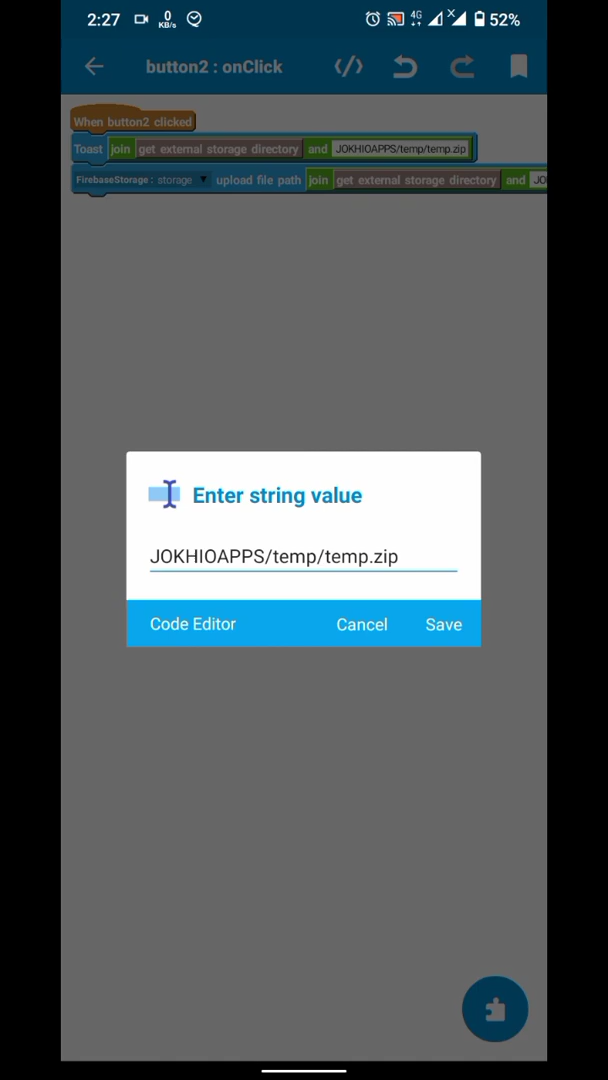 2:27 0 KB/s 4G 52%
button2 : onClick
When button2 clicked
Toast join get external storage directory and JOKHIOAPPS/temp/temp.zip
FirebaseStorage: storage upload file path join get external storage directory and JO
Enter string value
JOKHIOAPPS/temp/temp.zip
Code Editor Cancel Save